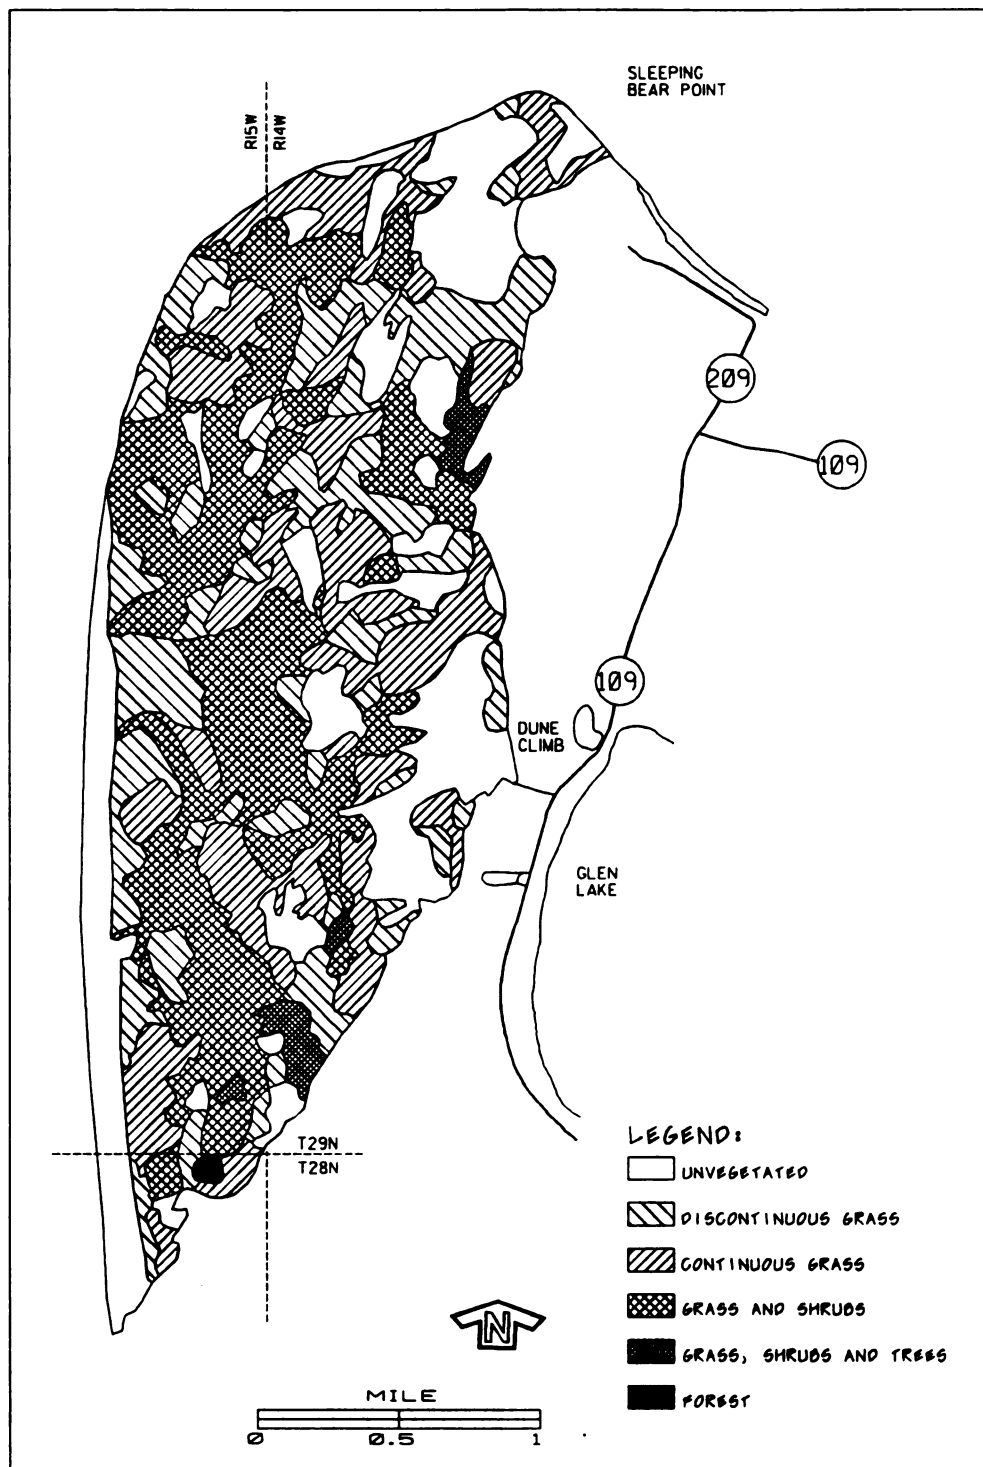 SLEEPING
BEAR POINT
R15W
R14W
209
109
109
DUNE
CLIMB
GLEN
LAKE
T29N
T28N
LEGEND:
UNVEGETATED
DISCONTINUOUS GRASS
CONTINUOUS GRASS
GRASS AND SHRUBS
GRASS, SHRUBS AND TREES
FOREST
N
MILE
0 0.5 1